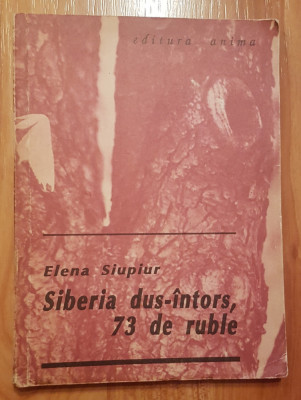 editura anima
Elena Siupiur
Siberia dus-întors,
73 de ruble